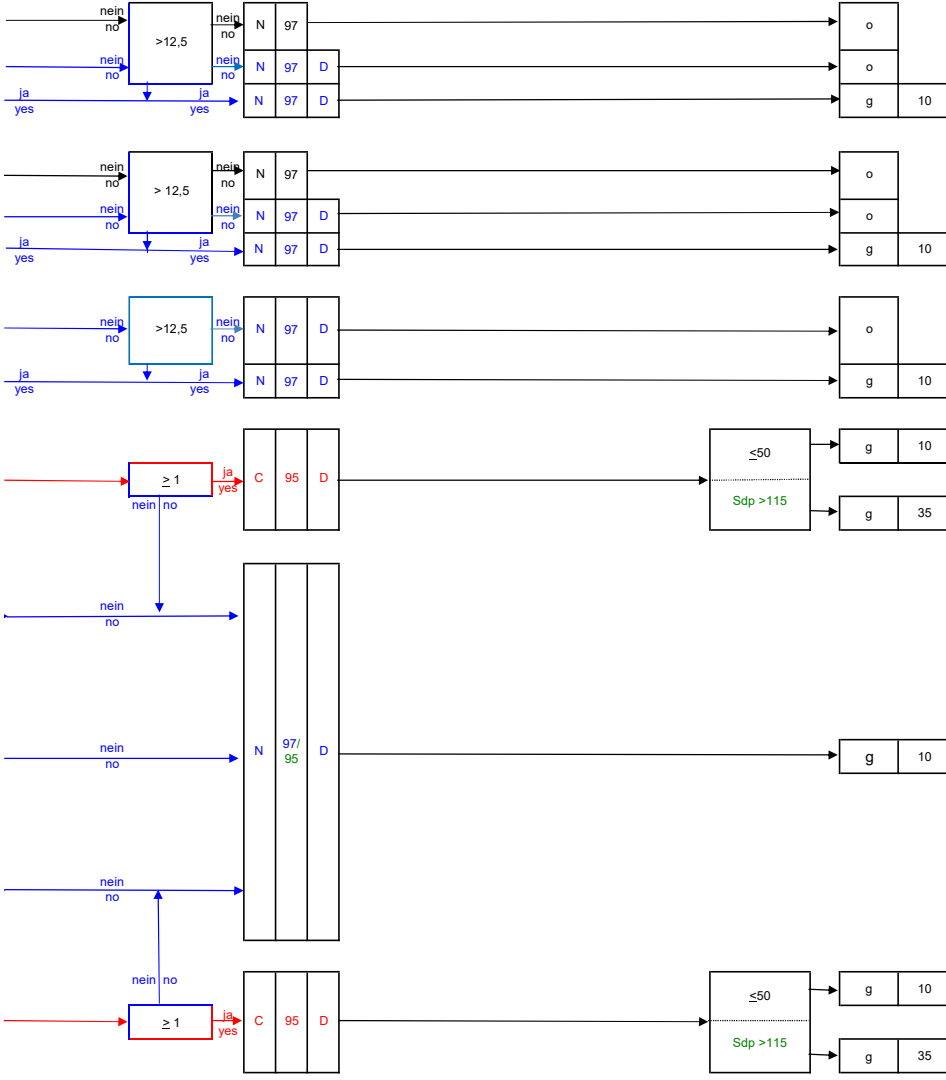 nein nein
no no
>12,5
N 97 o
nein nein
no no
N 97 D o
ja ja
yes yes
N 97 D g 10
nein nein
no no
> 12,5
N 97 o
nein nein
no no
N 97 D o
ja ja
yes yes
N 97 D g 10
nein nein
no no
>12,5
N 97 D o
ja ja
yes yes
N 97 D g 10
≥ 1
ja
yes
C 95 D
≤50
Sdp >115
g 10
g 35
nein no
nein
no
nein
no
N 97/ D
95
g 10
nein
no
nein no
≥ 1
ja
yes
C 95 D
≤50
Sdp >115
g 10
g 35